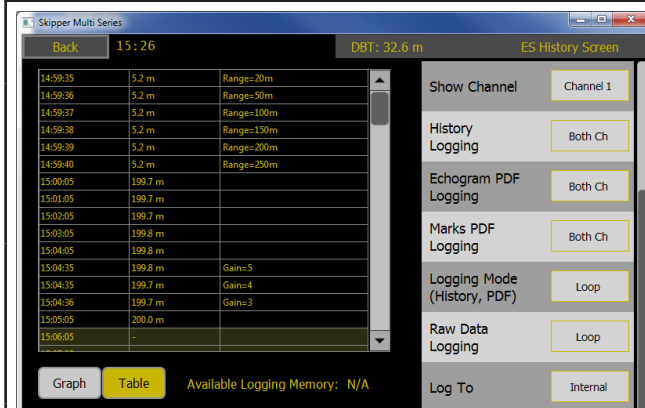 Skipper Multi Series
Back 15:26 DBT: 32.6 m ES History Screen
14:59:35 5.2 m Range=20m
14:59:36 5.2 m Range=50m
14:59:37 5.2 m Range=100m
14:59:38 5.2 m Range=150m
14:59:39 5.2 m Range=200m
14:59:40 5.2 m Range=250m
15:00:05 199.7 m
15:01:05 199.7 m
15:02:05 199.7 m
15:03:05 199.8 m
15:04:05 199.8 m
15:04:35 199.8 m Gain=5
15:04:35 199.7 m Gain=4
15:04:36 199.7 m Gain=3
15:05:05 200.0 m
15:06:05 -
Show Channel Channel 1
History
Logging Both Ch
Echogram PDF
Logging Both Ch
Marks PDF
Logging Both Ch
Logging Mode
(History, PDF) Loop
Raw Data
Logging Loop
Log To Internal
Graph Table Available Logging Memory: N/A